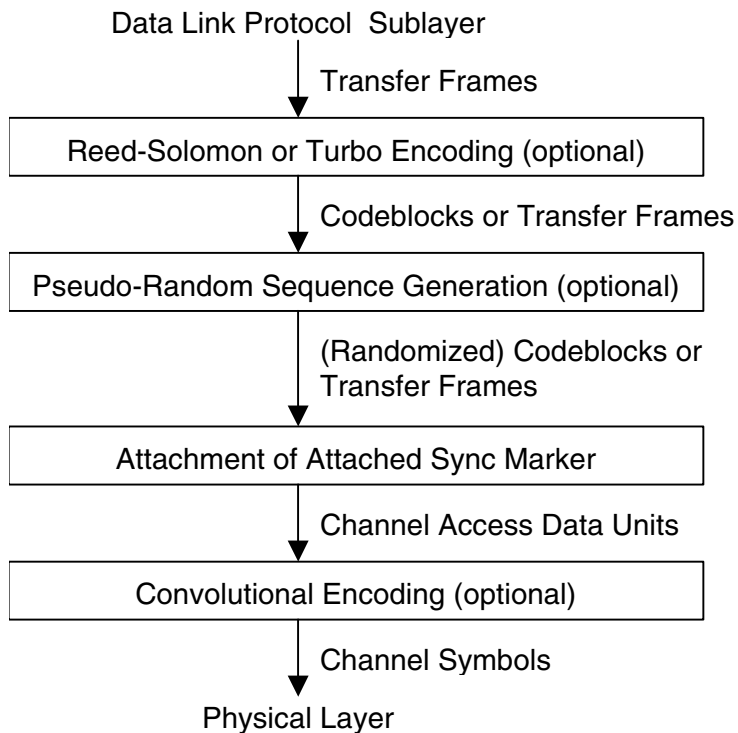 Data Link Protocol Sublayer
Transfer Frames
Reed-Solomon or Turbo Encoding (optional)
Codeblocks or Transfer Frames
Pseudo-Random Sequence Generation (optional)
(Randomized) Codeblocks or
Transfer Frames
Attachment of Attached Sync Marker
Channel Access Data Units
Convolutional Encoding (optional)
Channel Symbols
Physical Layer